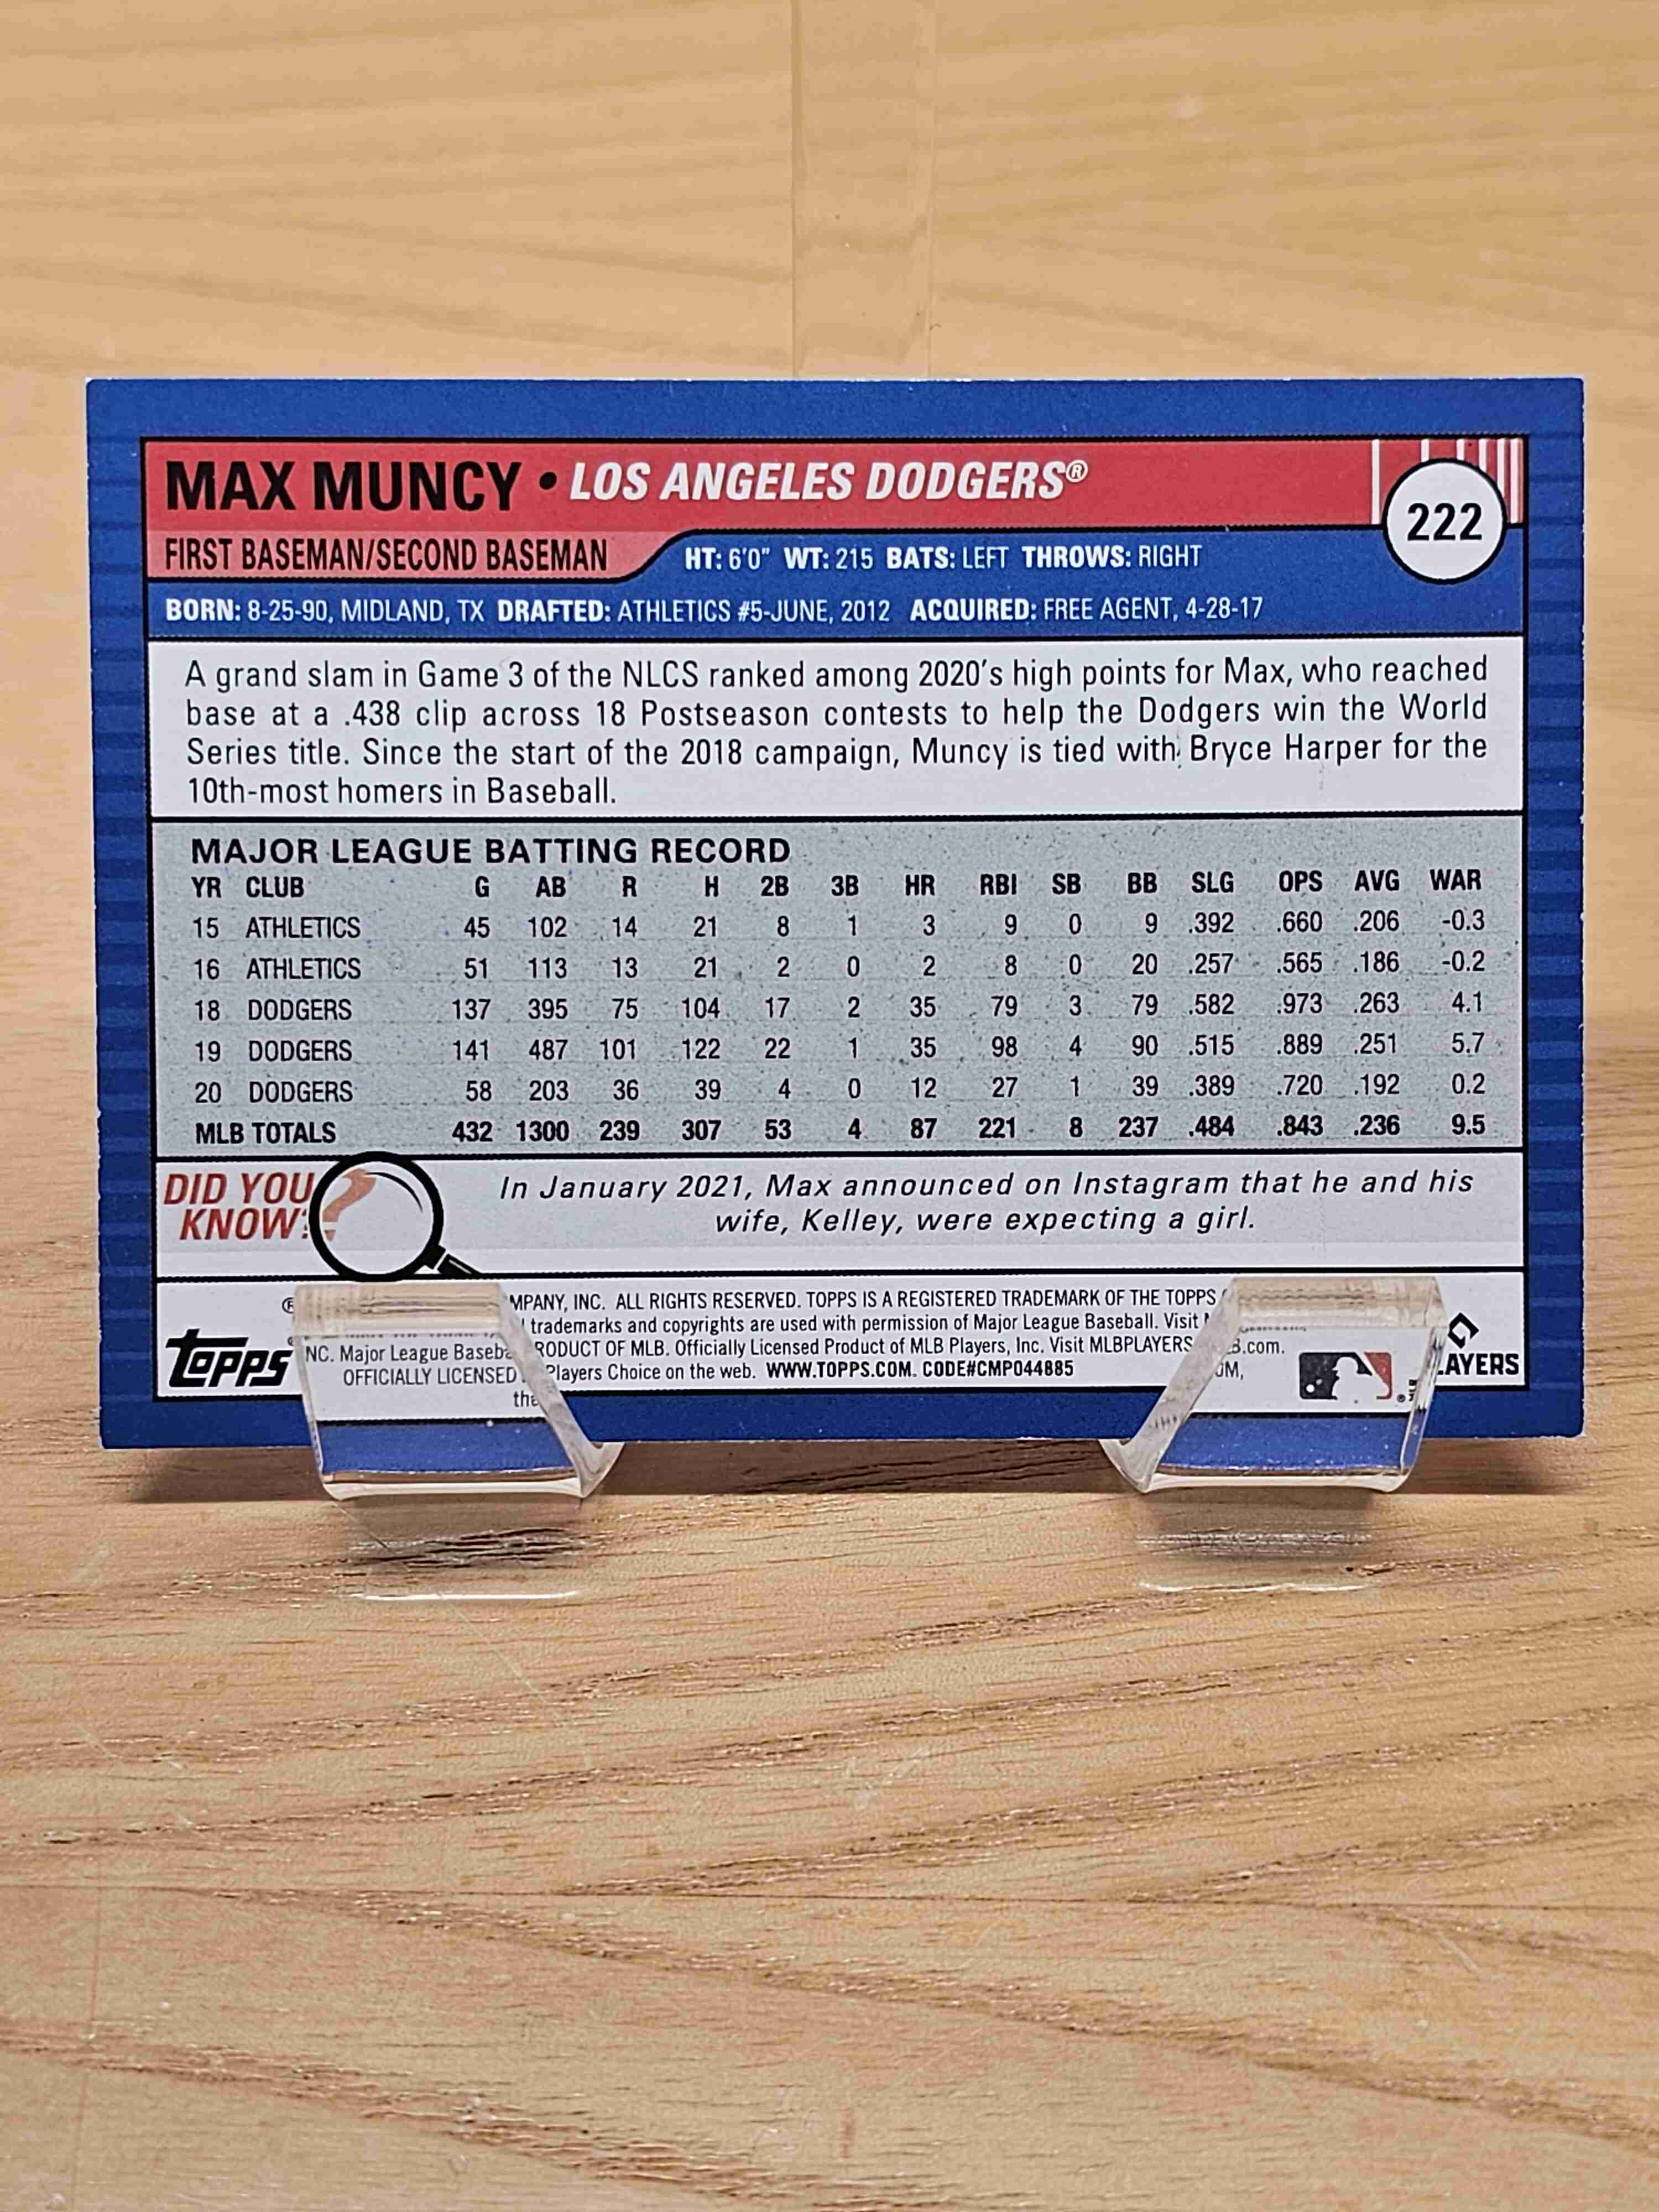 MAX MUNCY • LOS ANGELES DODGERS®
222
FIRST BASEMAN/SECOND BASEMAN
HT: 6'0" WT: 215 BATS: LEFT THROWS: RIGHT
BORN: 8-25-90, MIDLAND, TX DRAFTED: ATHLETICS #5-JUNE, 2012 ACQUIRED: FREE AGENT, 4-28-17
A grand slam in Game 3 of the NLCS ranked among 2020's high points for Max, who reached
base at a .438 clip across 18 Postseason contests to help the Dodgers win the World
Series title. Since the start of the 2018 campaign, Muncy is tied with Bryce Harper for the
10th-most homers in Baseball.
MAJOR LEAGUE BATTING RECORD
YR CLUB G AB R H 2B 3B HR RBI SB BB SLG OPS AVG WAR
15 ATHLETICS 45 102 14 21 8 1 3 9 0 9 .392 .660 .206 -0.3
16 ATHLETICS 51 113 13 21 2 0 2 8 0 20 .257 .565 .186 -0.2
18 DODGERS 137 395 75 104 17 2 35 79 3 79 .582 .973 .263 4.1
19 DODGERS 141 487 101 122 22 1 35 98 4 90 .515 .889 .251 5.7
20 DODGERS 58 203 36 39 4 0 12 27 1 39 .389 .720 .192 0.2
MLB TOTALS 432 1300 239 307 53 4 87 221 8 237 .484 .843 .236 9.5
DID YOU
KNOW?
In January 2021, Max announced on Instagram that he and his
wife, Kelley, were expecting a girl.
MPANY, INC. ALL RIGHTS RESERVED. TOPPS IS A REGISTERED TRADEMARK OF THE TOPPS
trademarks and copyrights are used with permission of Major League Baseball. Visit
NC. Major League Baseba RODUCT OF MLB. Officially Licensed Product of MLB Players, Inc. Visit MLBPLAYERS B.com.
OFFICIALLY LICENSED Players Choice on the web. WWW.TOPPS.COM. CODE#CMP044885 OM,
the
topps
AYERS